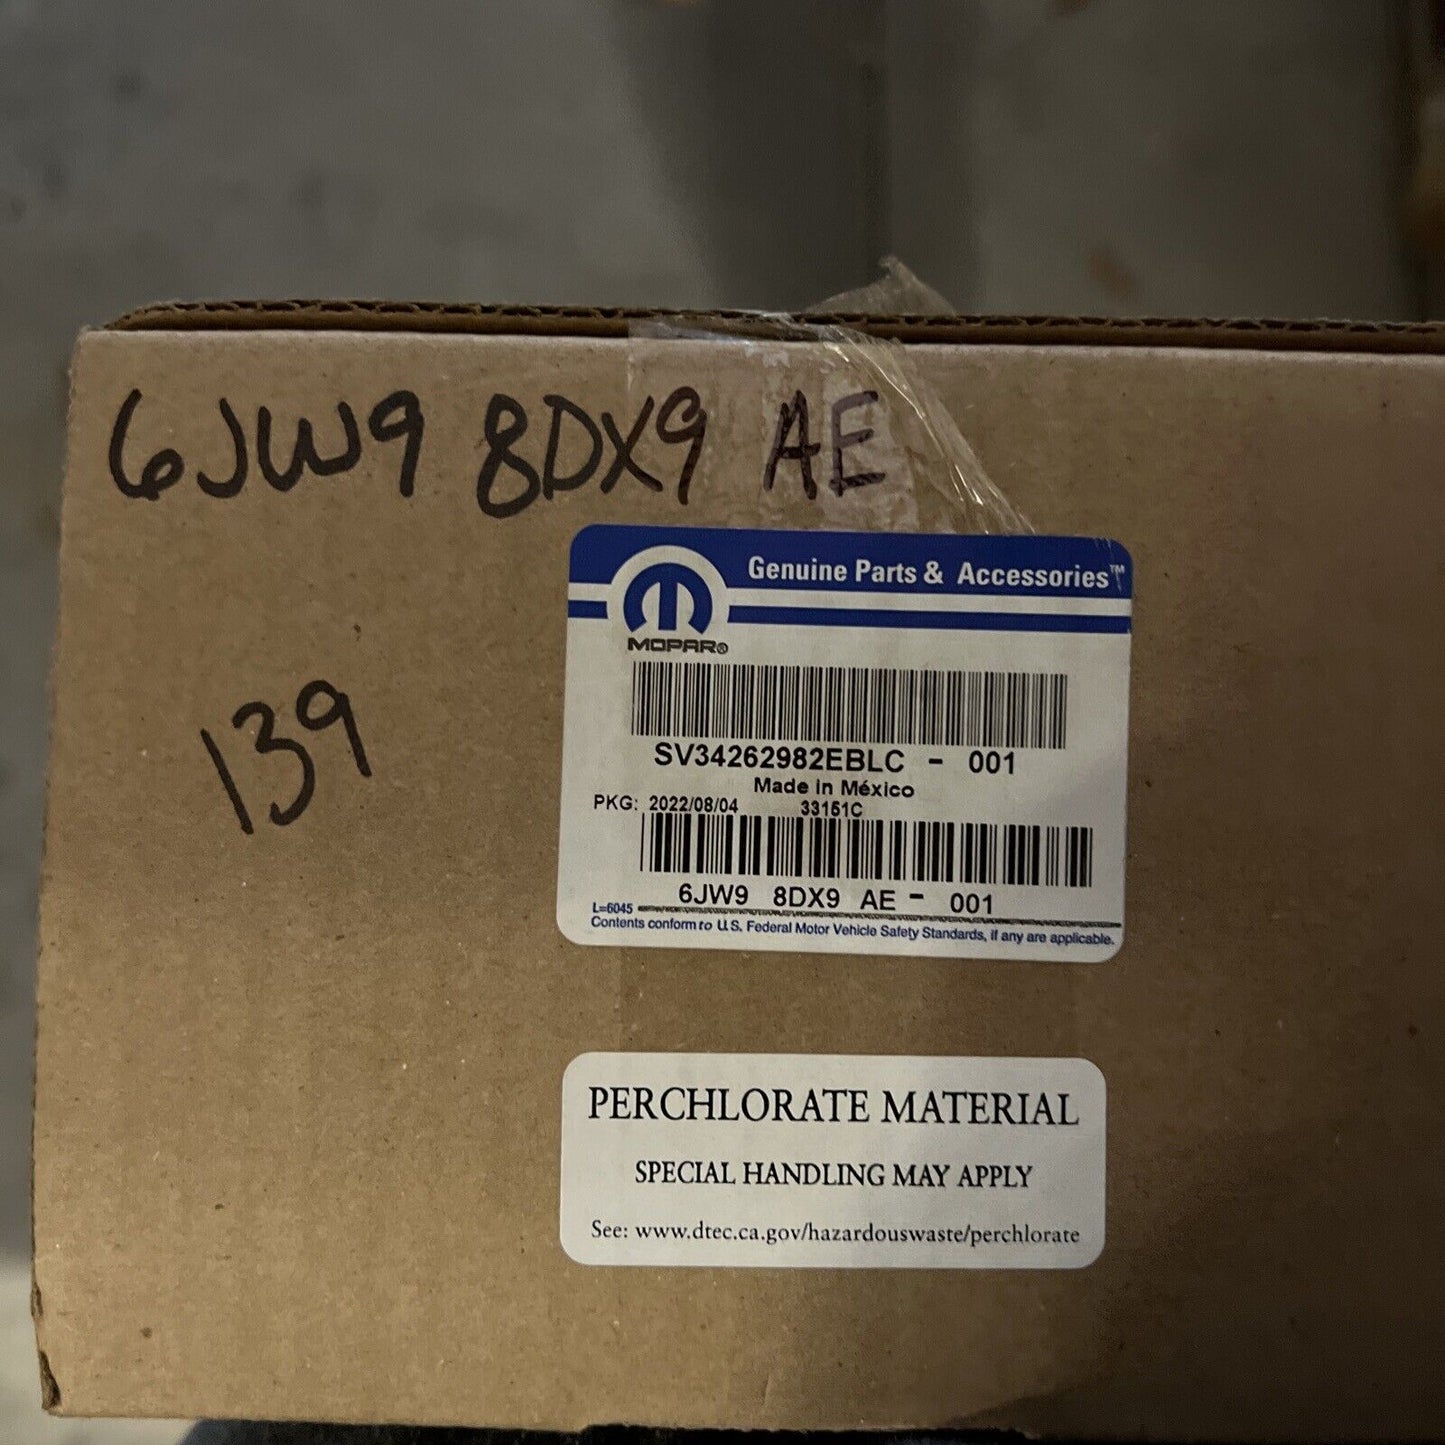 6JW9 8DX9 AE
139
Genuine Parts & Accessories™
MOPAR®
SV34262982EBLC - 001
Made in México
PKG: 2022/08/04 33151C
6JW9 8DX9 AE - 001
L=6045
Contents conform to U.S. Federal Motor Vehicle Safety Standards, if any are applicable.
PERCHLORATE MATERIAL
SPECIAL HANDLING MAY APPLY
See: www.dtec.ca.gov/hazardouswaste/perchlorate